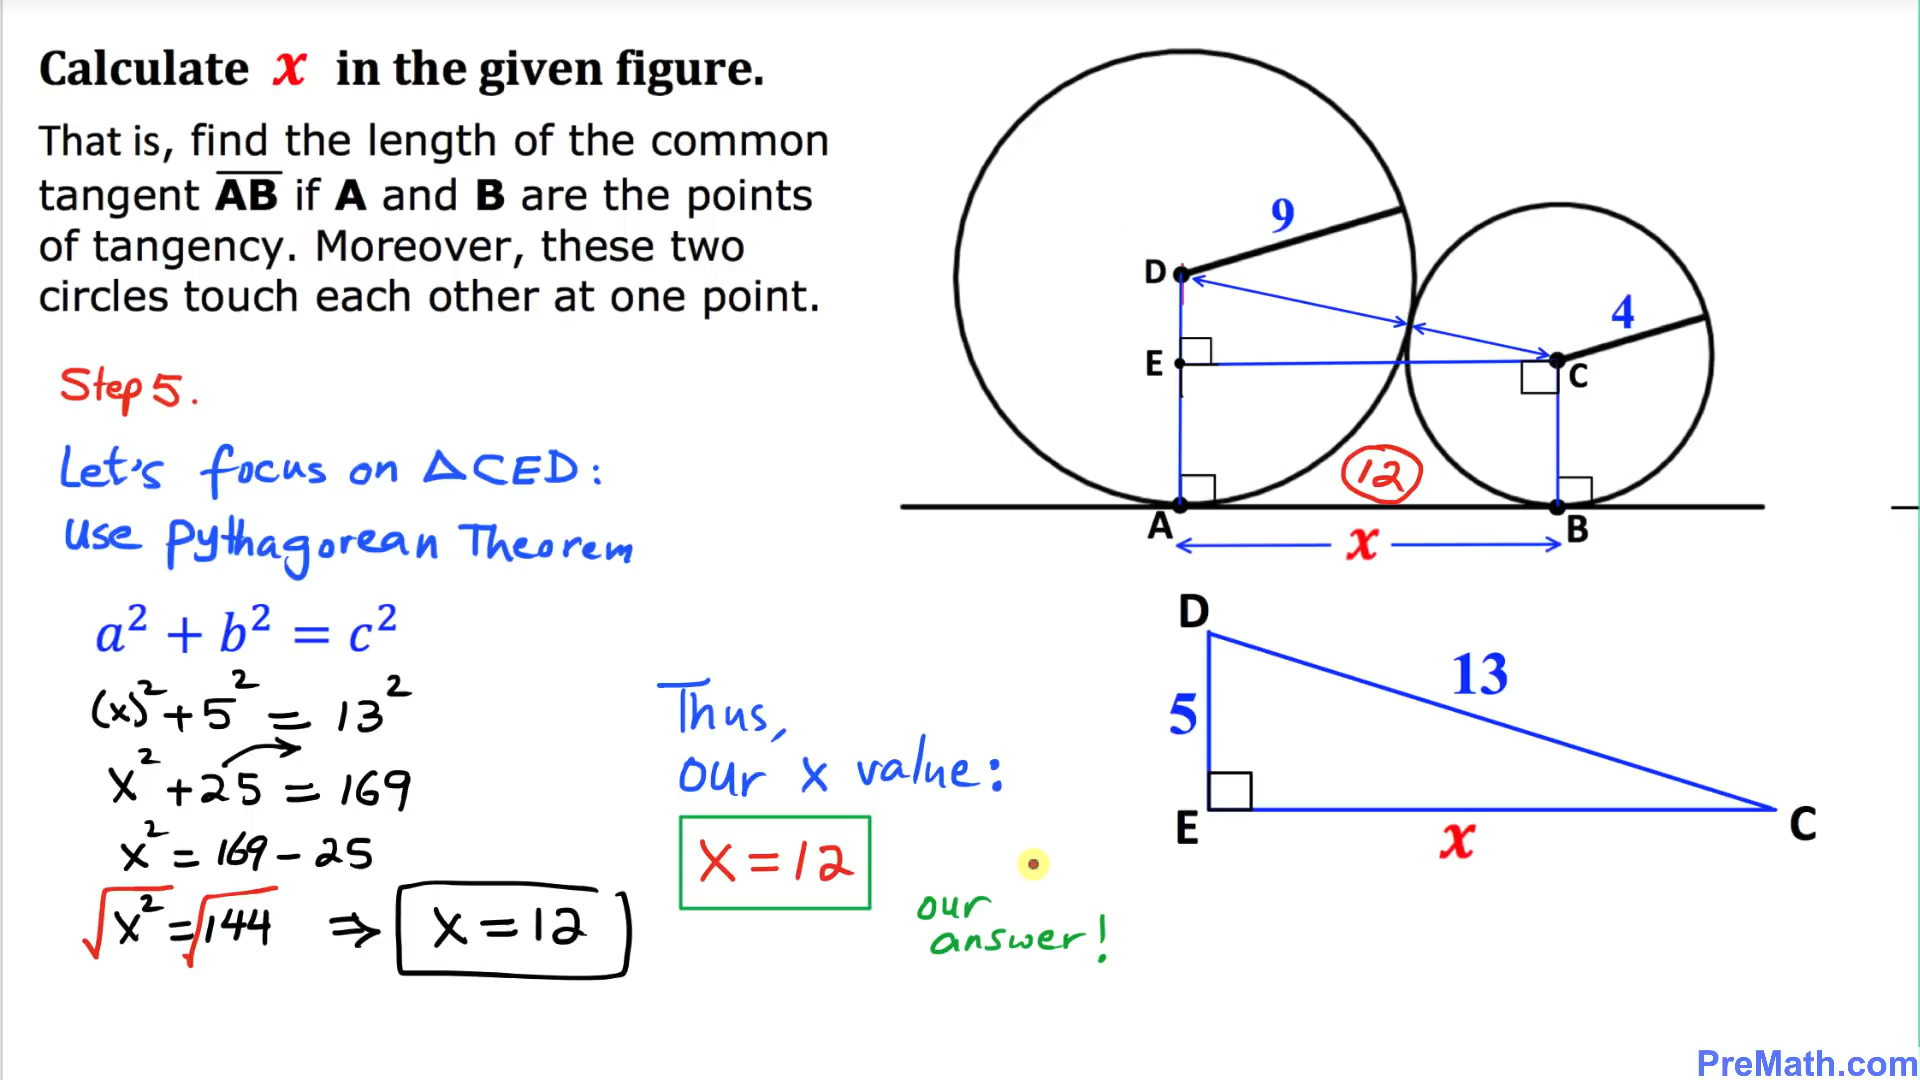 Calculate x in the given figure.
That is, find the length of the common
tangent AB if A and B are the points
of tangency. Moreover, these two
circles touch each other at one point.
Step 5.
Let's focus on △CED:
Use Pythagorean Theorem
a² + b² = c²
(x)² + 5² = 13²
x² + 25 = 169
x² = 169 - 25
√x² = √144 ⇒ x = 12
Thus,
our x value:
x = 12
our
answer!
9
D
4
E
C
12
A
B
x
D
13
5
E
C
x
PreMath.com